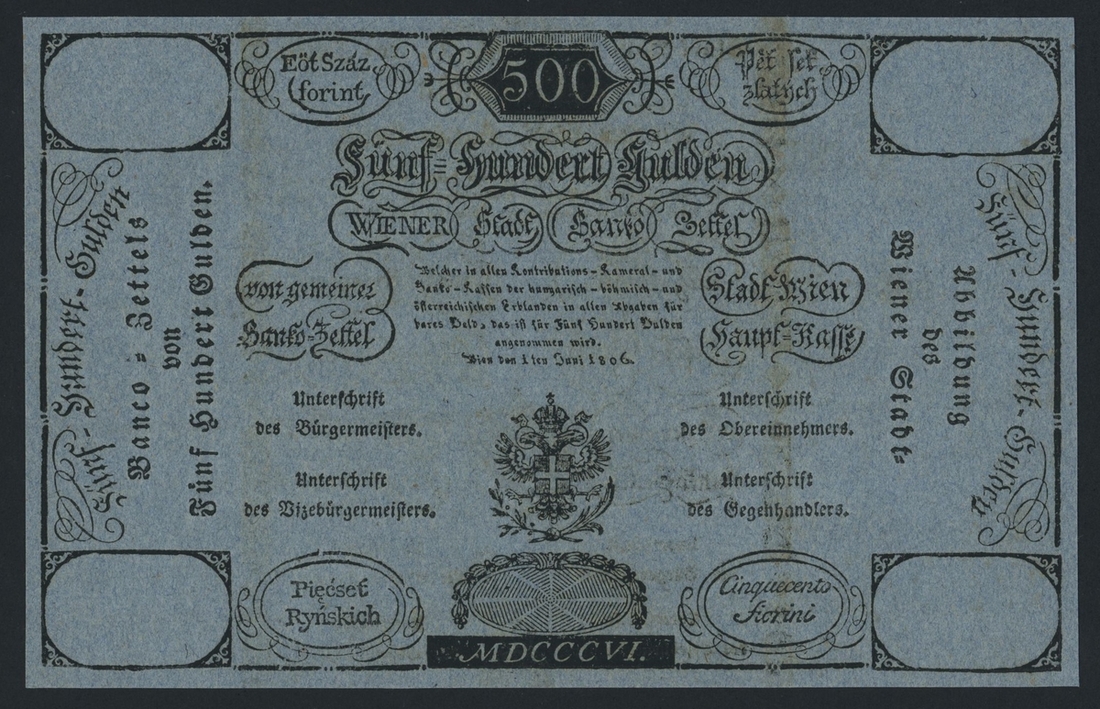 Eöt Száz
forint
500
Pět set
zlatych
Fünf=Hundert Gulden
WIENER Stadt Banko Zettel
von gemeiner
Banko=Zettel
Welcher in allen Kontributions-Kameral-und
Banko-Kassen der hungarisch-böhmisch-und
österreichischen Erblanden in allen Abgaben für
bares Geld, das ist für Fünf Hundert Gulden
angenommen wird.
Wien den 1ten Juni 1806.
Stadt=Wien
Haupt=Kasse
Unterschrift
des Bürgermeisters.
Unterschrift
des Obereinnehmers.
Unterschrift
des Vizebürgermeisters.
Unterschrift
des Gegenhandlers.
Fünf-Hundert-Gulden
Banco=Zettels
von
Fünf Hundert Gulden.
Abbildung
des
Wiener Stadt=
Fünf-Hundert-Gulden
Pięćset
Ryńskich
MDCCCVI.
Cinquecento
fiorini